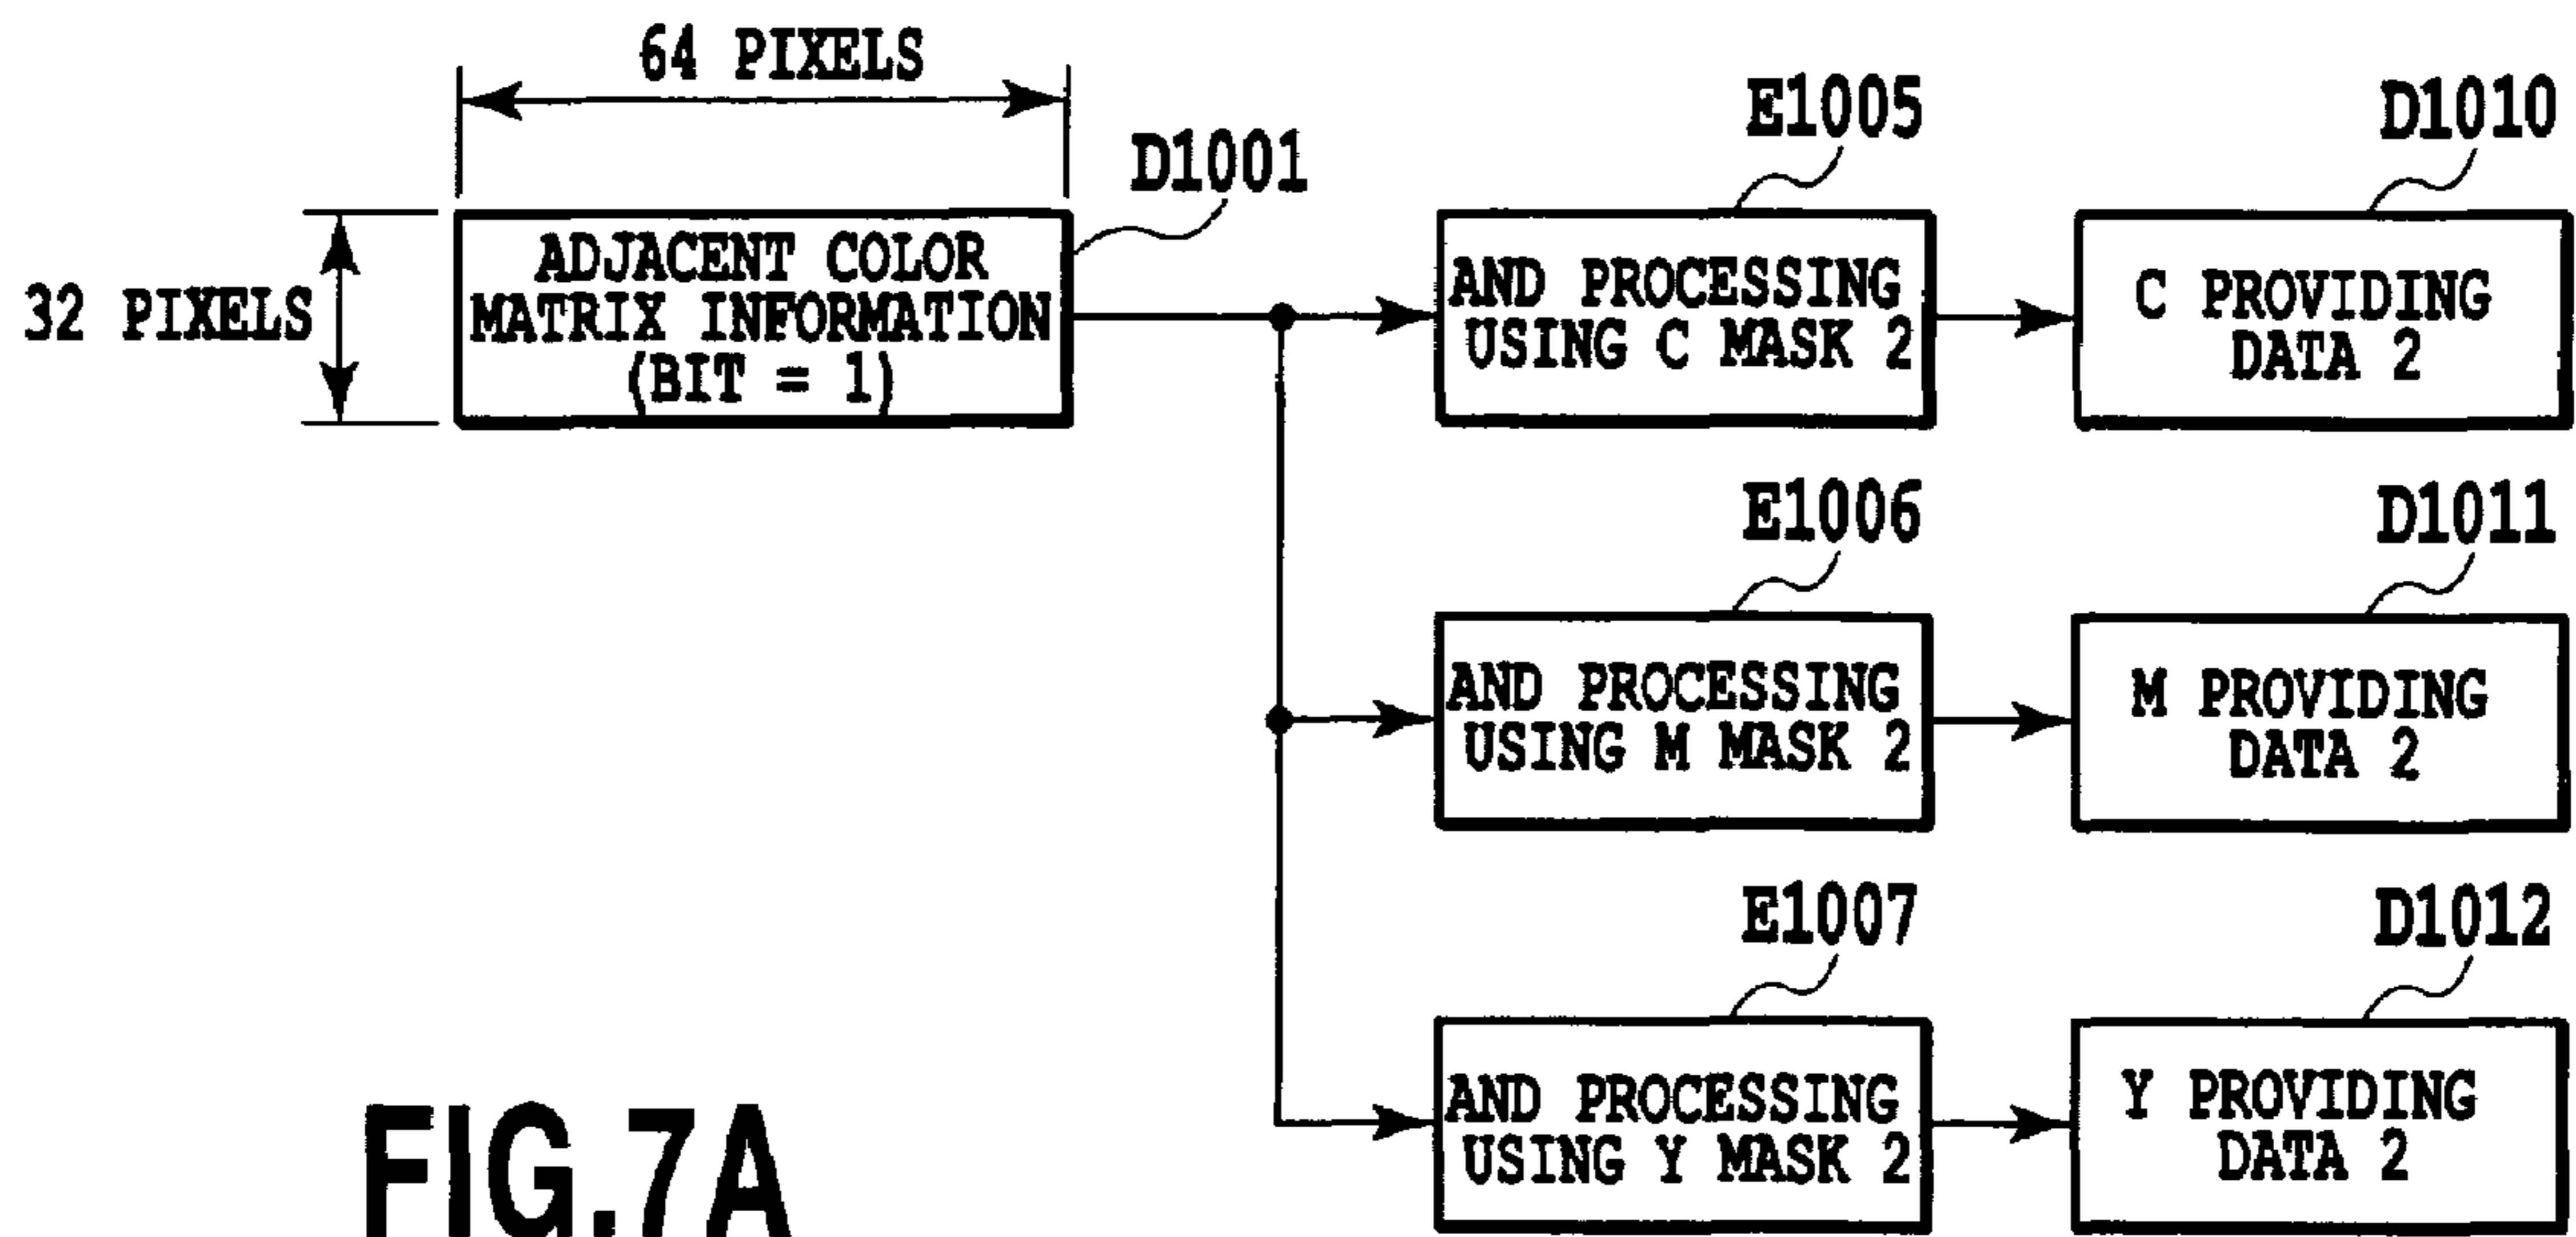 64 PIXELS
E1005
D1010
D1001
ADJACENT COLOR
MATRIX INFORMATION
(BIT = 1)
32 PIXELS
AND PROCESSING
USING C MASK 2
C PROVIDING
DATA 2
E1006
D1011
AND PROCESSING
USING M MASK 2
M PROVIDING
DATA 2
E1007
D1012
AND PROCESSING
USING Y MASK 2
Y PROVIDING
DATA 2
FIG.7A